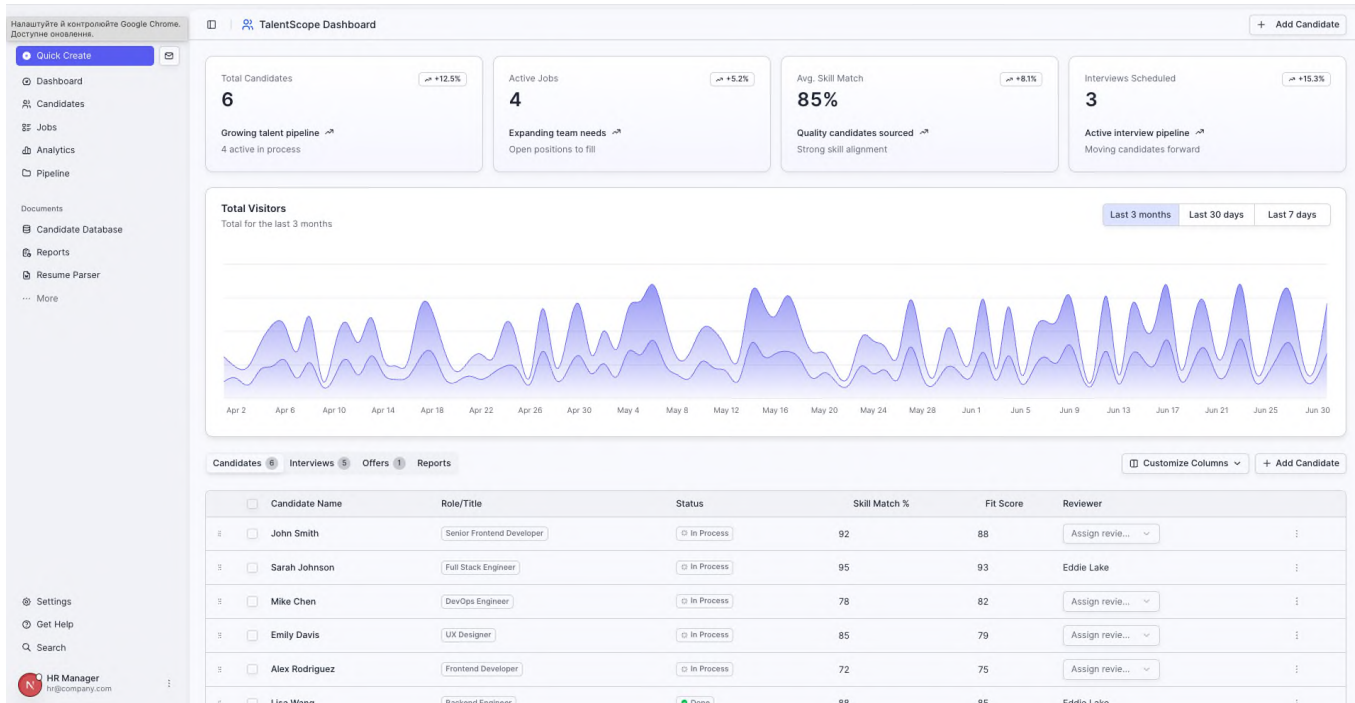 Налаштуйте й контролюйте Google Chrome.
Доступне оновлення.
Quick Create
Dashboard
Candidates
Jobs
Analytics
Pipeline
Documents
Candidate Database
Reports
Resume Parser
More
Settings
Get Help
Search
N
HR Manager
hr@company.com
TalentScope Dashboard
+ Add Candidate
Total Candidates +12.5%
6
Growing talent pipeline
4 active in process
Active Jobs +5.2%
4
Expanding team needs
Open positions to fill
Avg. Skill Match +8.1%
85%
Quality candidates sourced
Strong skill alignment
Interviews Scheduled +15.3%
3
Active interview pipeline
Moving candidates forward
Total Visitors
Total for the last 3 months
Last 3 months Last 30 days Last 7 days
Apr 2 Apr 6 Apr 10 Apr 14 Apr 18 Apr 22 Apr 26 Apr 30 May 4 May 8 May 12 May 16 May 20 May 24 May 28 Jun 1 Jun 5 Jun 9 Jun 13 Jun 17 Jun 21 Jun 25 Jun 30
Candidates 6 Interviews 5 Offers 1 Reports
Customize Columns + Add Candidate
Candidate Name Role/Title Status Skill Match % Fit Score Reviewer
John Smith Senior Frontend Developer In Process 92 88 Assign revie...
Sarah Johnson Full Stack Engineer In Process 95 93 Eddie Lake
Mike Chen DevOps Engineer In Process 78 82 Assign revie...
Emily Davis UX Designer In Process 85 79 Assign revie...
Alex Rodriguez Frontend Developer In Process 72 75 Assign revie...
Lisa Wang Backend Engineer Done 88 85 Eddie Lake